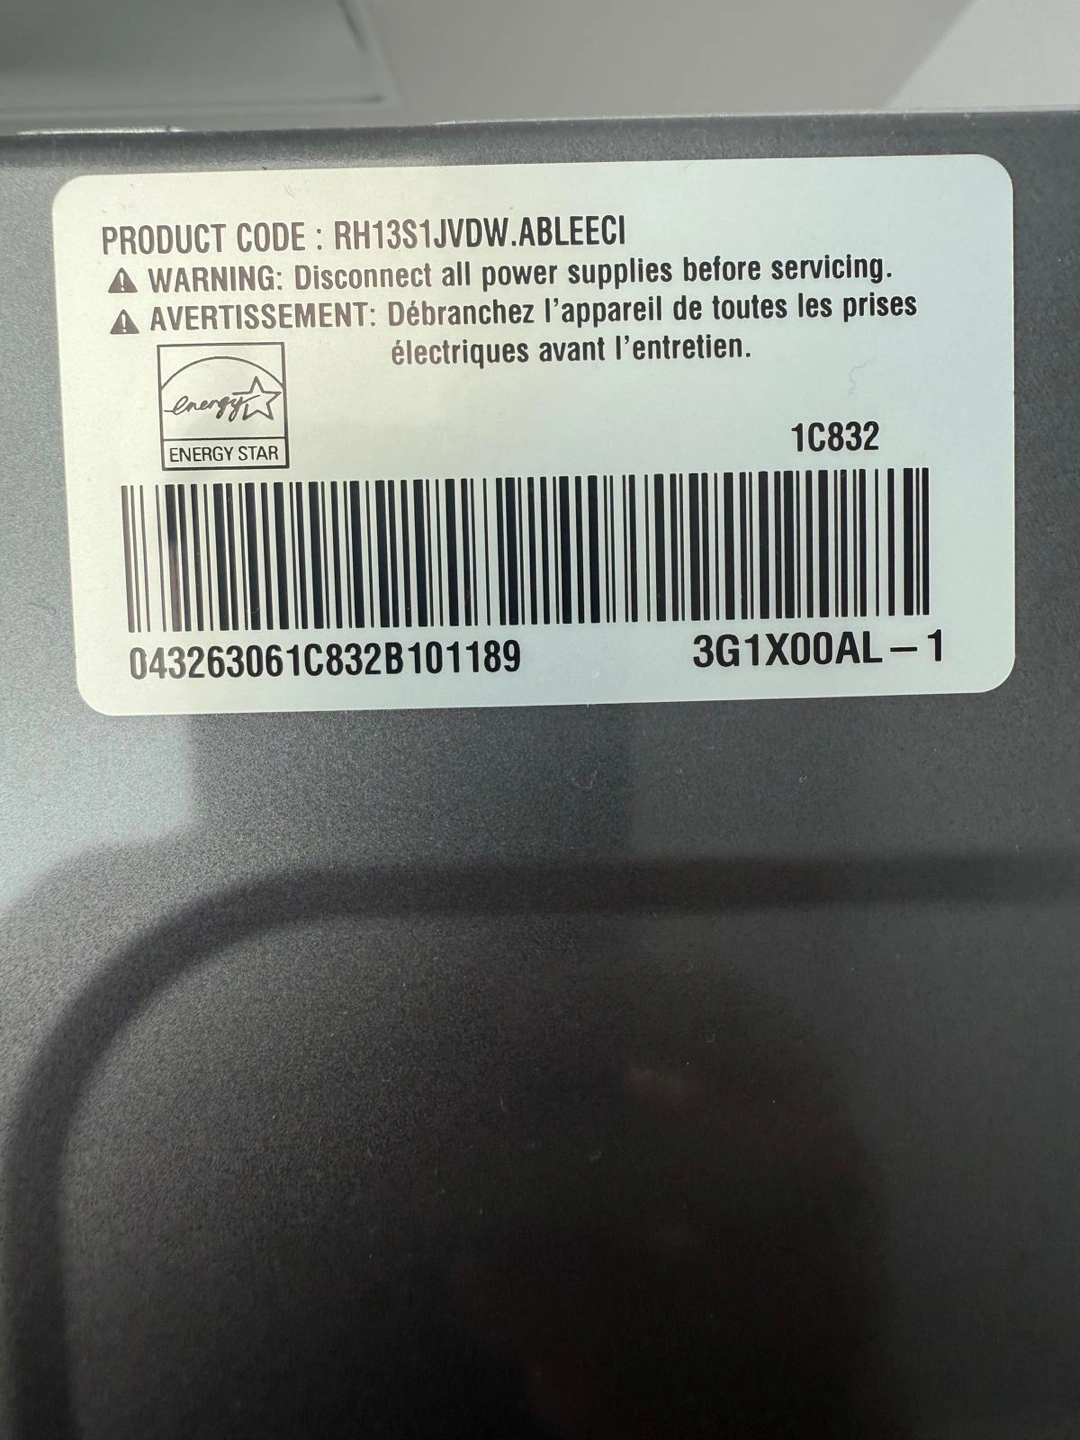 PRODUCT CODE : RH13S1JVDW.ABLEECI
⚠ WARNING: Disconnect all power supplies before servicing.
⚠ AVERTISSEMENT: Débranchez l'appareil de toutes les prises
électriques avant l'entretien.
energy
ENERGY STAR
1C832
043263061C832B101189
3G1X00AL-1